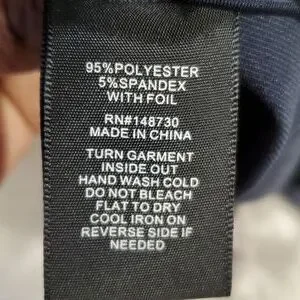 95%POLYESTER
5%SPANDEX
WITH FOIL
RN#148730
MADE IN CHINA
TURN GARMENT
INSIDE OUT
HAND WASH COLD
DO NOT BLEACH
FLAT TO DRY
COOL IRON ON
REVERSE SIDE IF
NEEDED